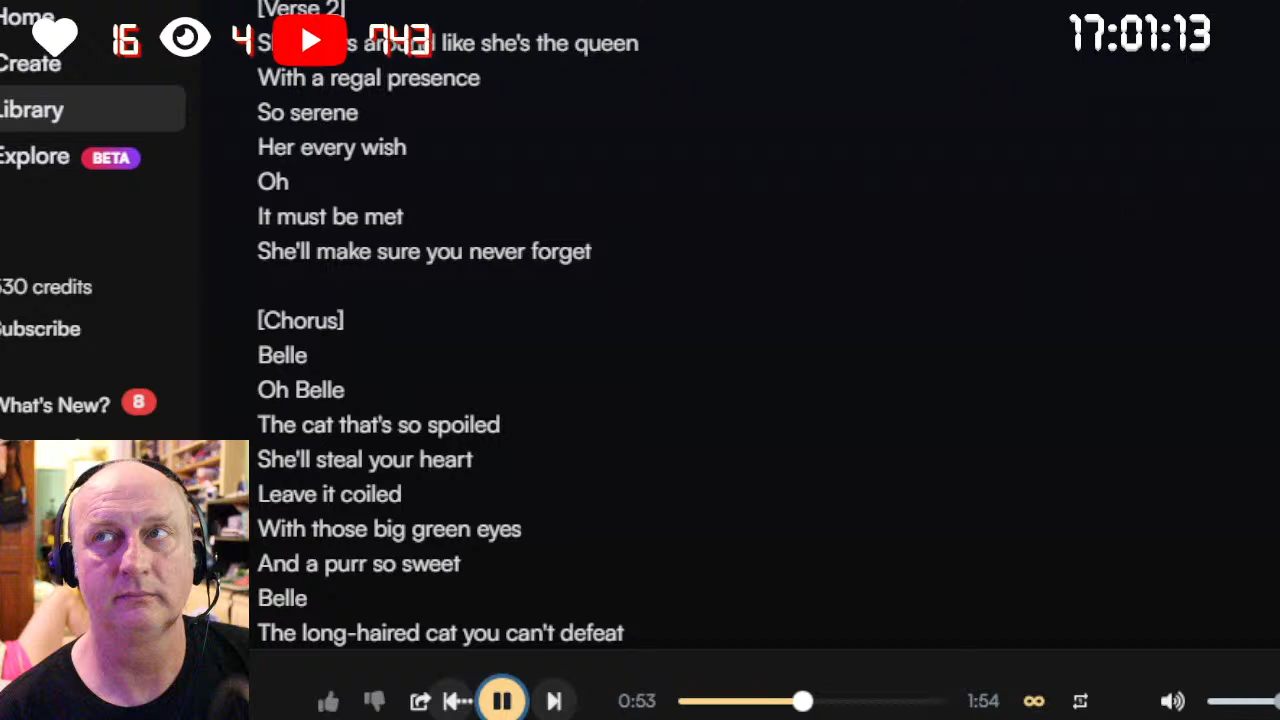 Home
16
4
743
17:01:13
Create
Library
Explore BETA
30 credits
Subscribe
What's New? 8
[Verse 2]
like she's the queen
With a regal presence
So serene
Her every wish
Oh
It must be met
She'll make sure you never forget
[Chorus]
Belle
Oh Belle
The cat that's so spoiled
She'll steal your heart
Leave it coiled
With those big green eyes
And a purr so sweet
Belle
The long-haired cat you can't defeat
0:53
1:54